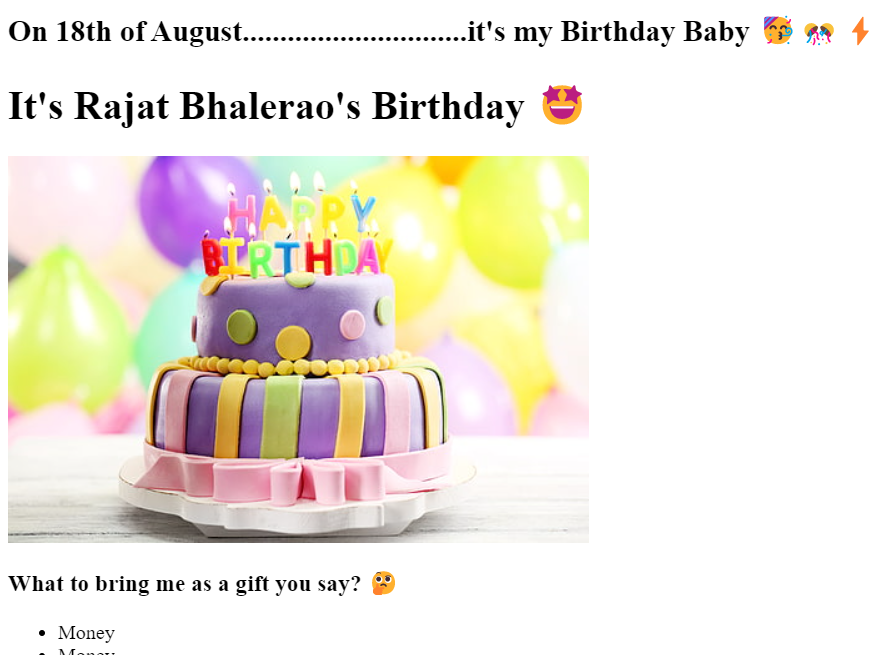 On 18th of August..............................it's my Birthday Baby 🥳 🎊 ⚡
It's Rajat Bhalerao's Birthday 🤩
HAPPY
BIRTHDAY
What to bring me as a gift you say? 🤔
• Money
• Money